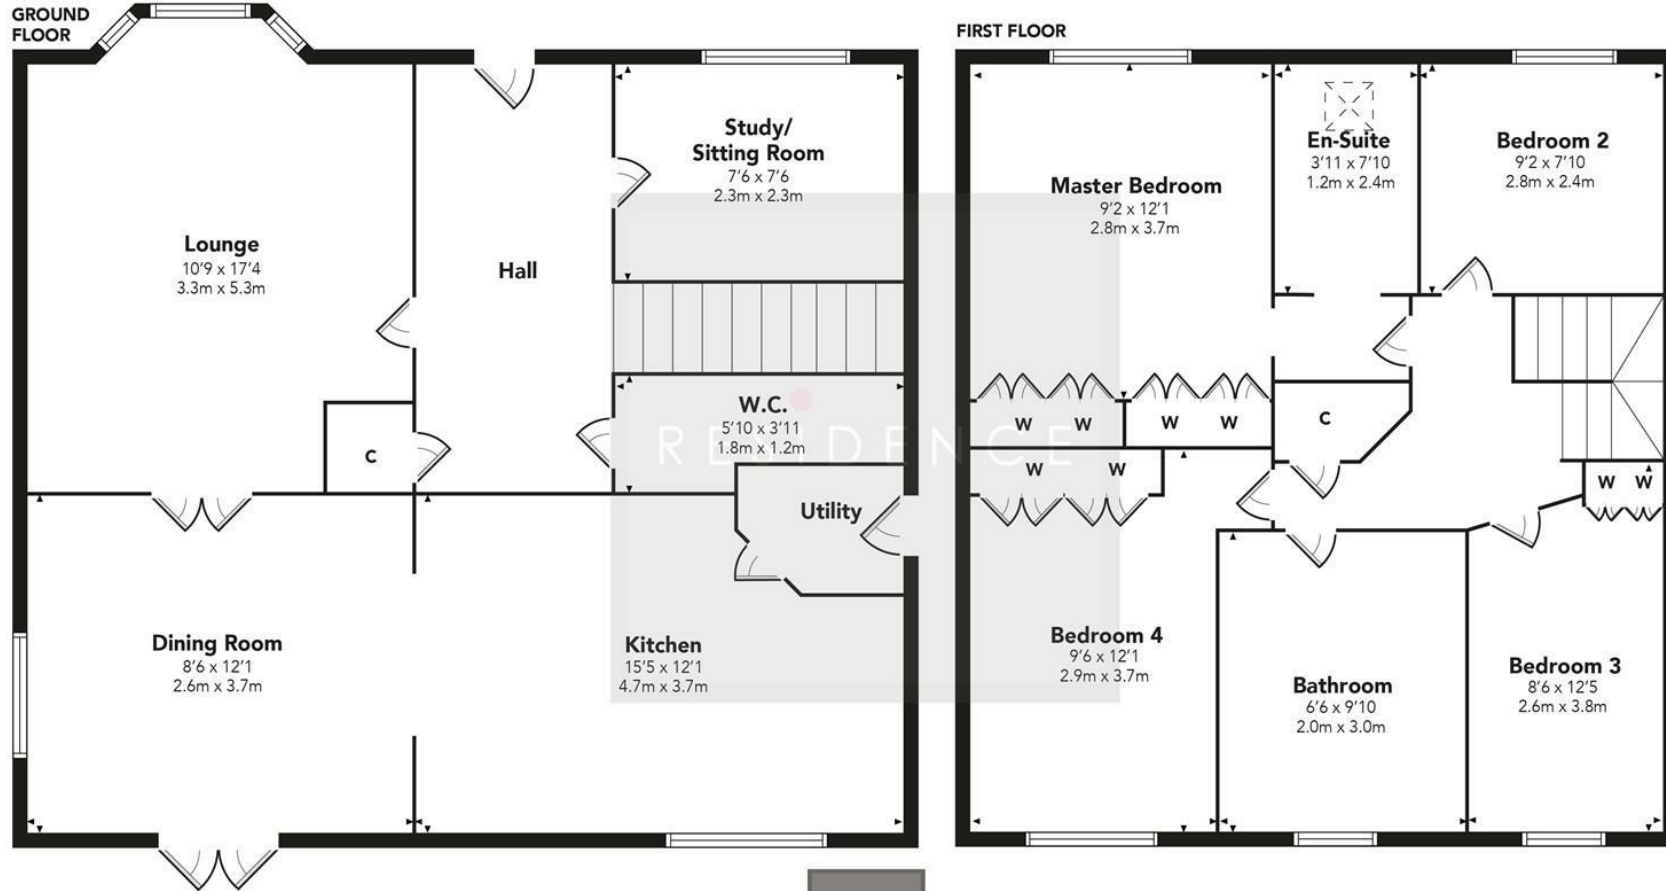 GROUND
FLOOR
Lounge
10'9 x 17'4
3.3m x 5.3m
Hall
Study/
Sitting Room
7'6 x 7'6
2.3m x 2.3m
W.C.
5'10 x 3'11
1.8m x 1.2m
C
Utility
Dining Room
8'6 x 12'1
2.6m x 3.7m
Kitchen
15'5 x 12'1
4.7m x 3.7m
RESIDENCE
FIRST FLOOR
Master Bedroom
9'2 x 12'1
2.8m x 3.7m
En-Suite
3'11 x 7'10
1.2m x 2.4m
Bedroom 2
9'2 x 7'10
2.8m x 2.4m
W W W W
C
W W
W W
Bedroom 4
9'6 x 12'1
2.9m x 3.7m
Bathroom
6'6 x 9'10
2.0m x 3.0m
Bedroom 3
8'6 x 12'5
2.6m x 3.8m